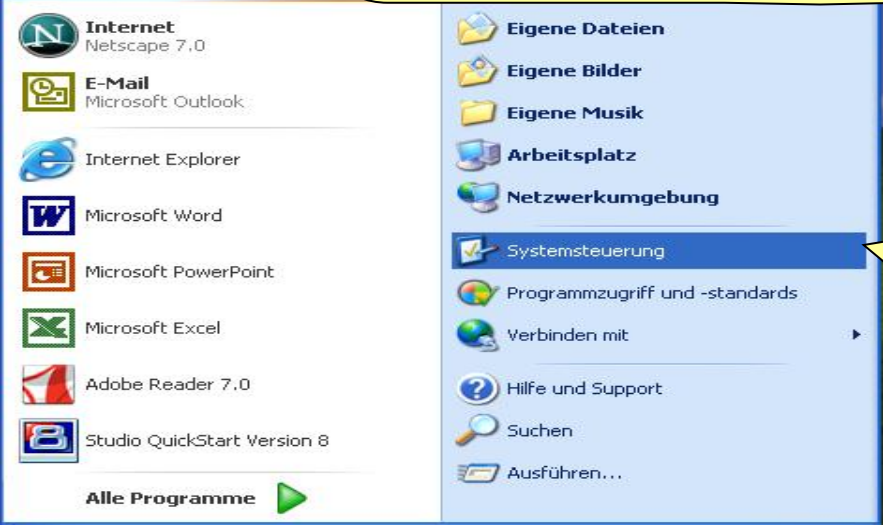 Internet
Netscape 7.0
E-Mail
Microsoft Outlook
Internet Explorer
Microsoft Word
Microsoft PowerPoint
Microsoft Excel
Adobe Reader 7.0
Studio QuickStart Version 8
Alle Programme
Eigene Dateien
Eigene Bilder
Eigene Musik
Arbeitsplatz
Netzwerkumgebung
Systemsteuerung
Programmzugriff und -standards
Verbinden mit
Hilfe und Support
Suchen
Ausführen...